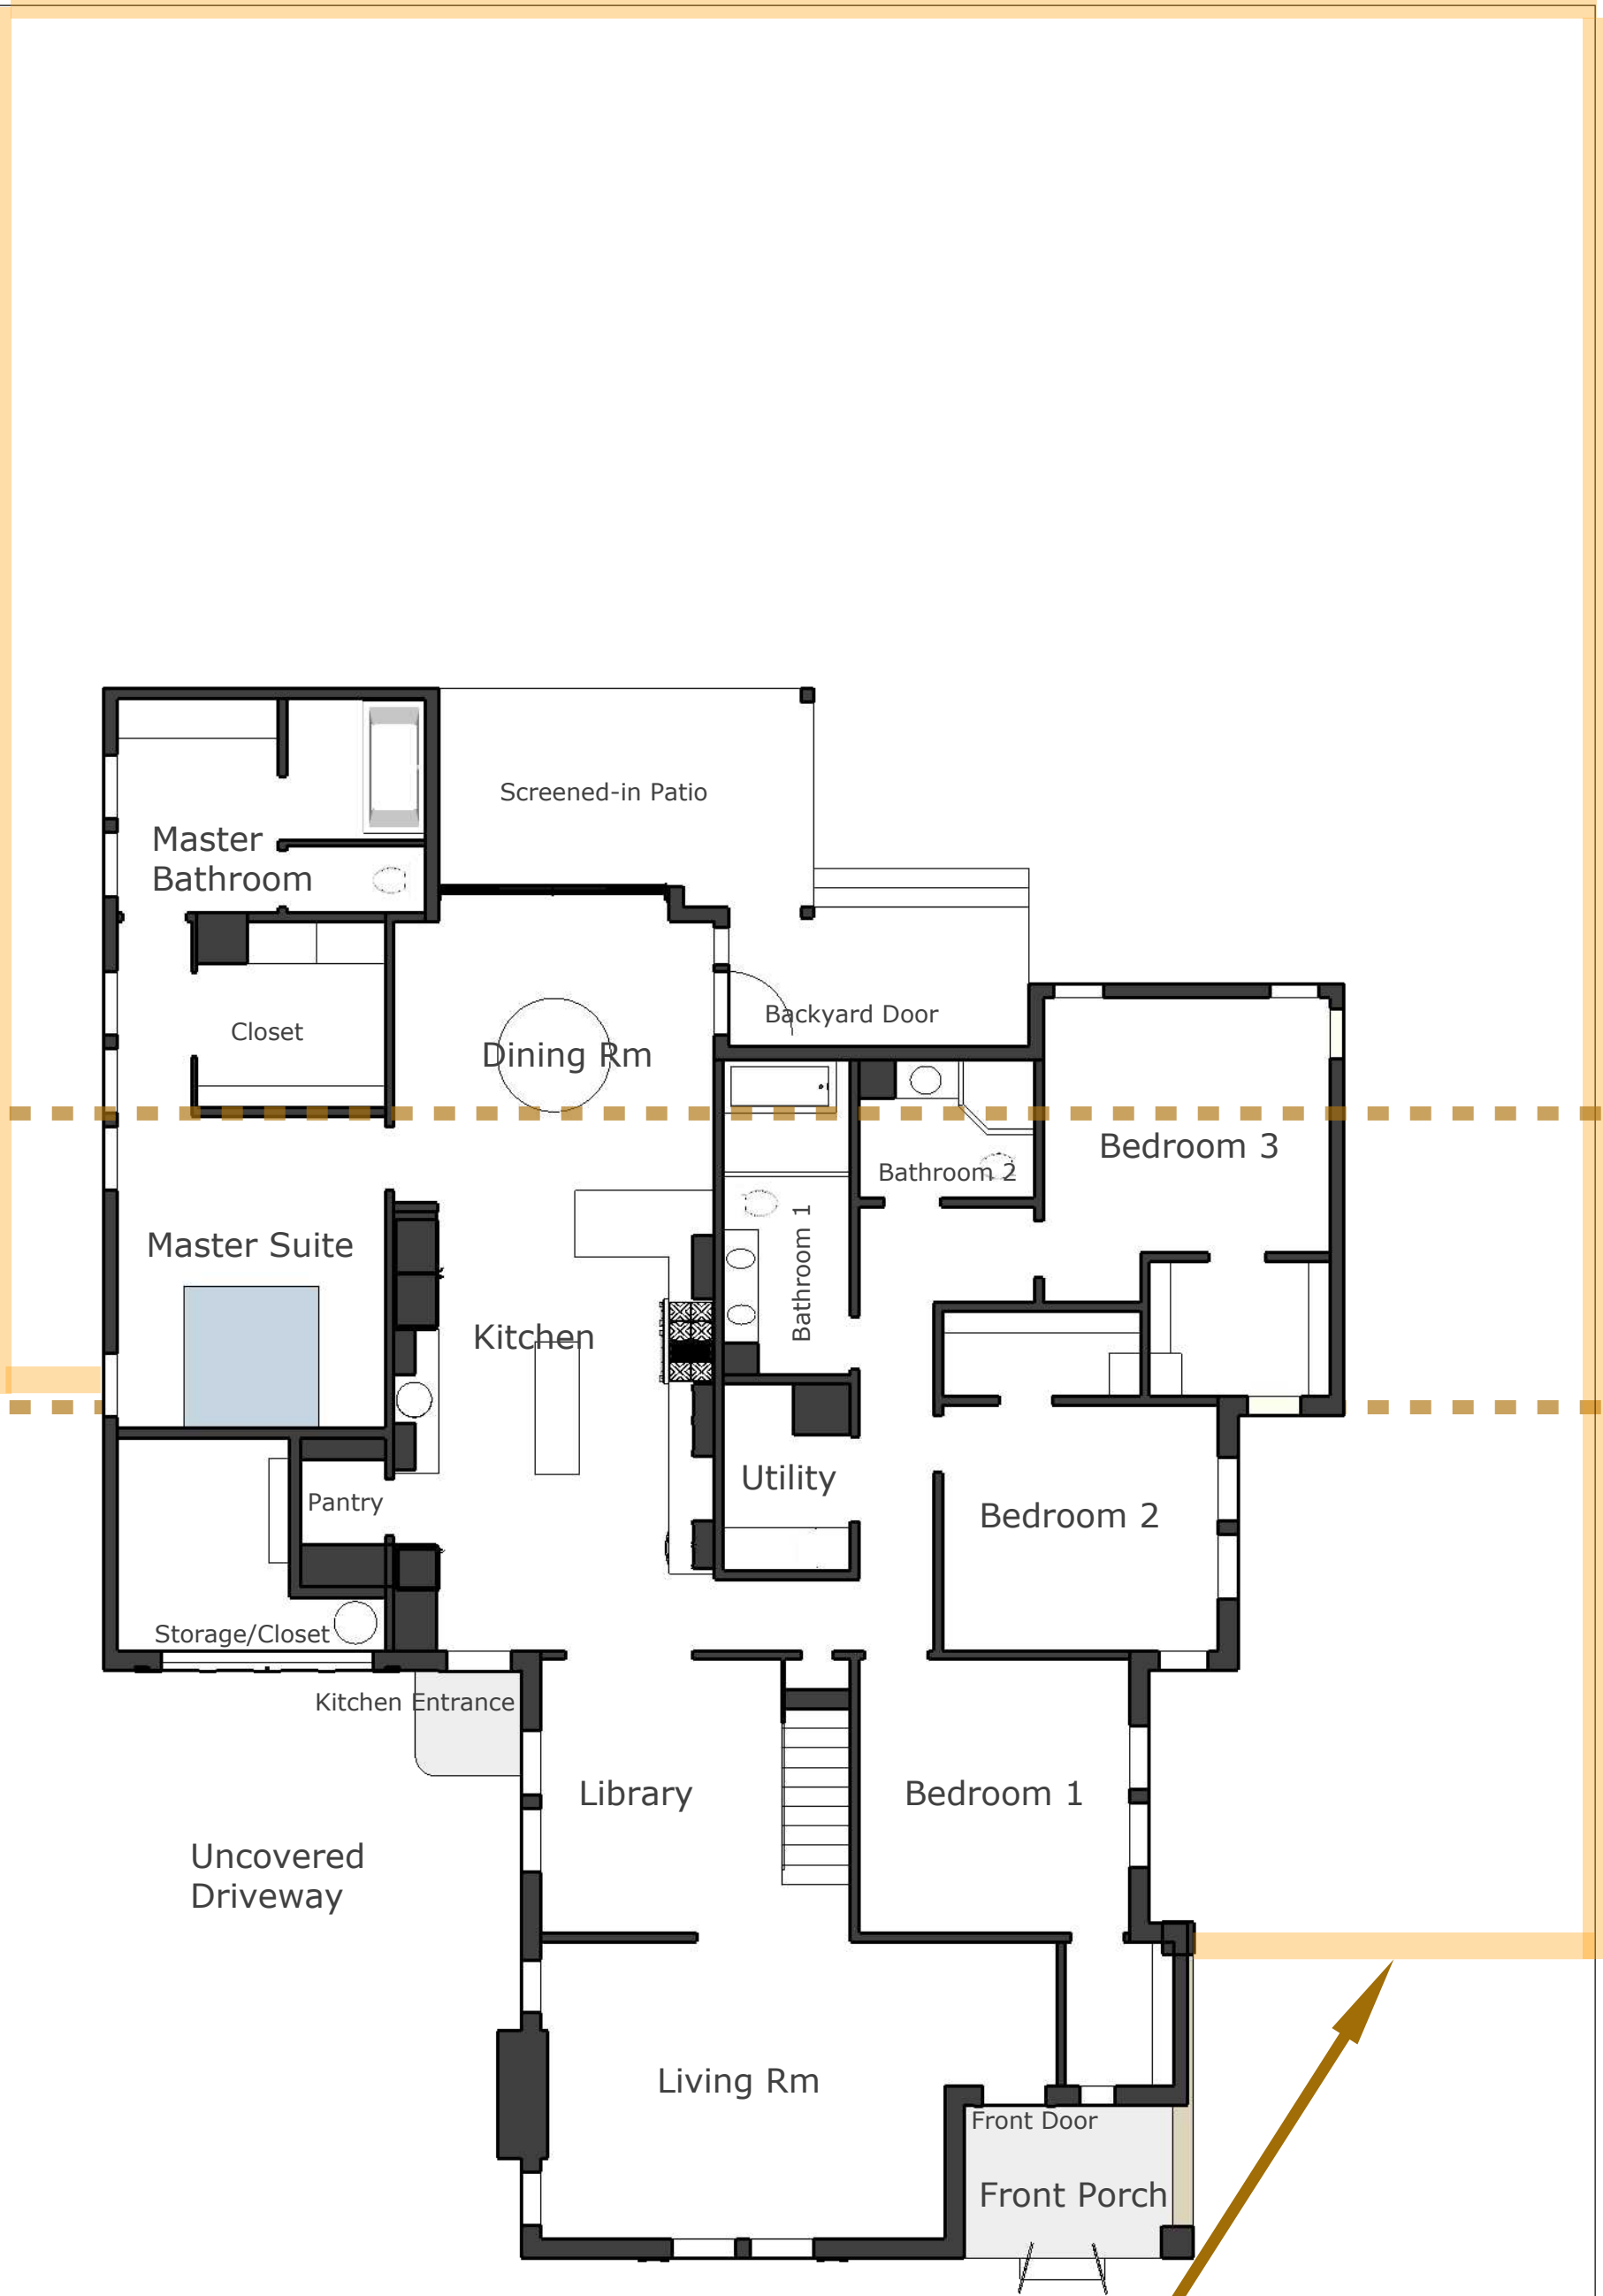 Screened-in Patio
Master
Bathroom
Backyard Door
Closet
Dining Rm
Bedroom 3
Bathroom 2
Master Suite
Bathroom 1
Kitchen
Utility
Pantry
Bedroom 2
Storage/Closet
Kitchen Entrance
Library
Bedroom 1
Uncovered
Driveway
Living Rm
Front Door
Front Porch